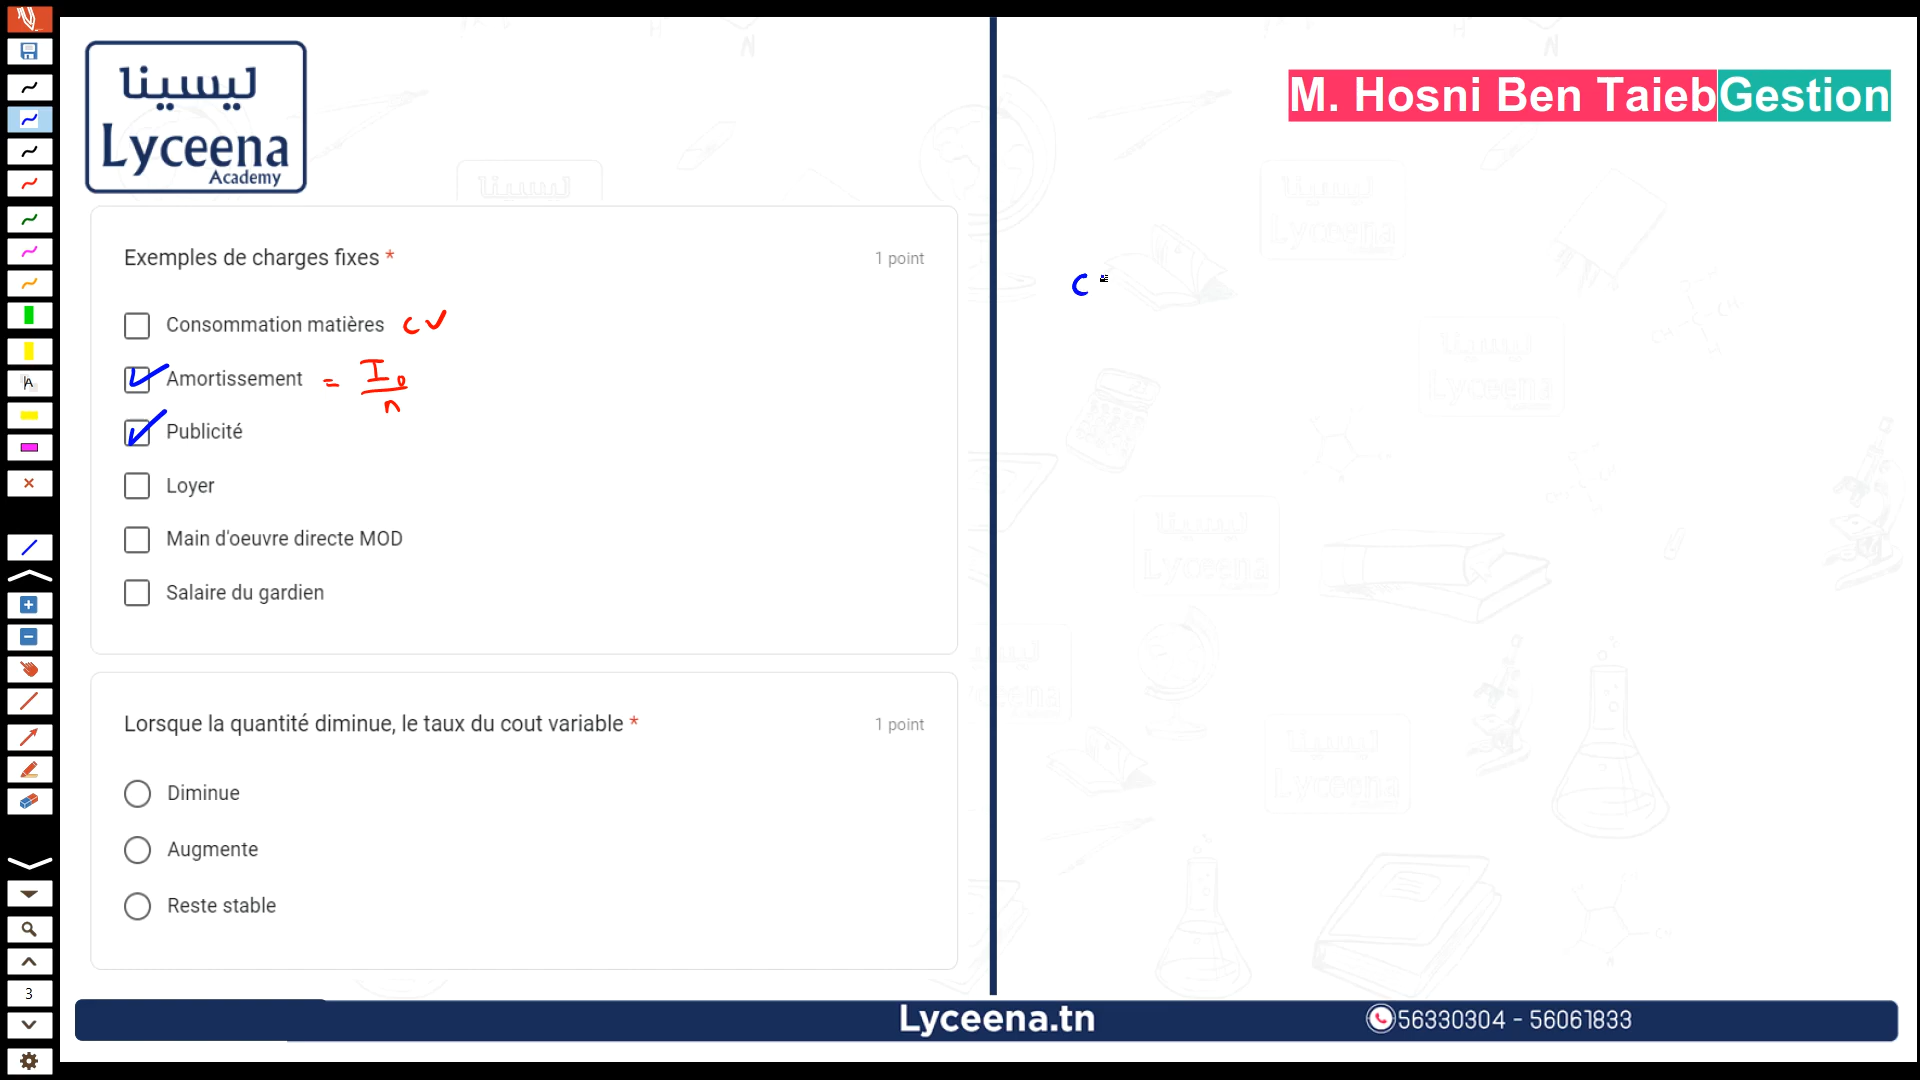 ليسينا
Lyceena
Academy
M. Hosni Ben Taieb Gestion
Exemples de charges fixes *
1 point
Consommation matières CV
Amortissement = I₀/n
Publicité
Loyer
Main d'oeuvre directe MOD
Salaire du gardien
C
Lorsque la quantité diminue, le taux du cout variable *
1 point
Diminue
Augmente
Reste stable
A
3
Lyceena.tn
56330304 - 56061833